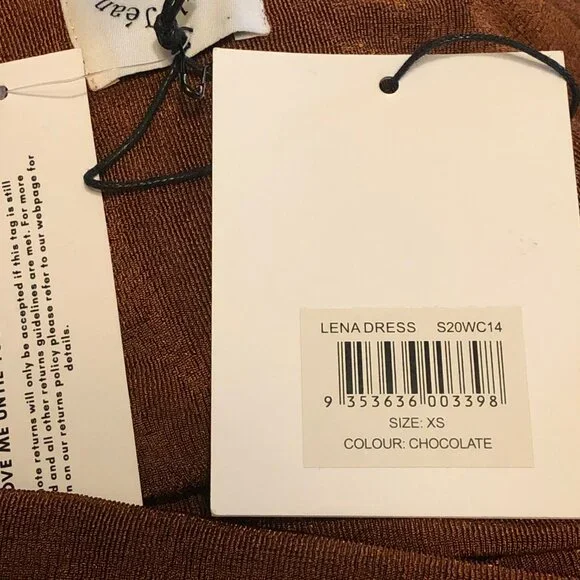 Jean
OVE ME UNTIL
ote returns will only be accepted if this tag is still
d and all other returns guidelines are met. For more
n on our returns policy please refer to our webpage for
details.
LENA DRESS S20WC14
9 353636 003398
SIZE: XS
COLOUR: CHOCOLATE